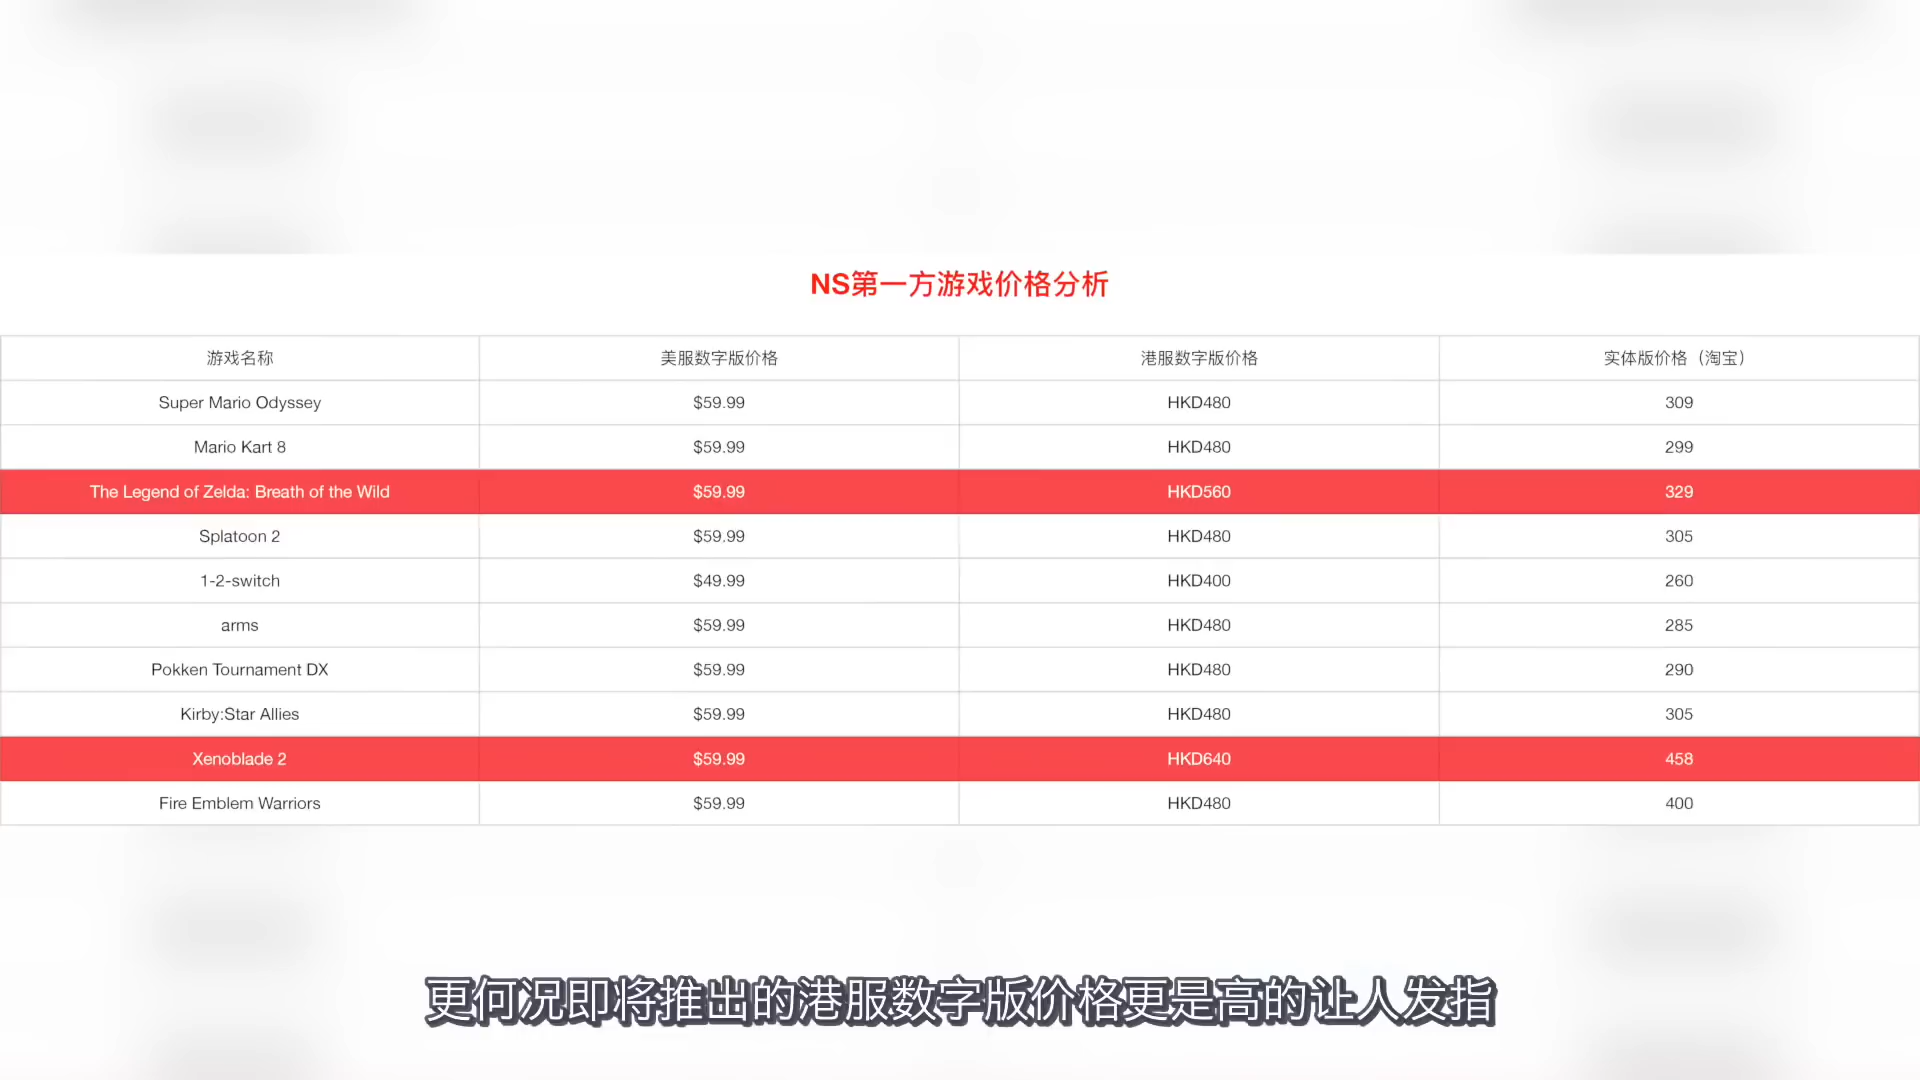 NS第一方游戏价格分析
游戏名称 美服数字版价格 港服数字版价格 实体版价格（淘宝）
Super Mario Odyssey $59.99 HKD480 309
Mario Kart 8 $59.99 HKD480 299
The Legend of Zelda: Breath of the Wild $59.99 HKD560 329
Splatoon 2 $59.99 HKD480 305
1-2-switch $49.99 HKD400 260
arms $59.99 HKD480 285
Pokken Tournament DX $59.99 HKD480 290
Kirby:Star Allies $59.99 HKD480 305
Xenoblade 2 $59.99 HKD640 458
Fire Emblem Warriors $59.99 HKD480 400
更何况即将推出的港服数字版价格更是高的让人发指